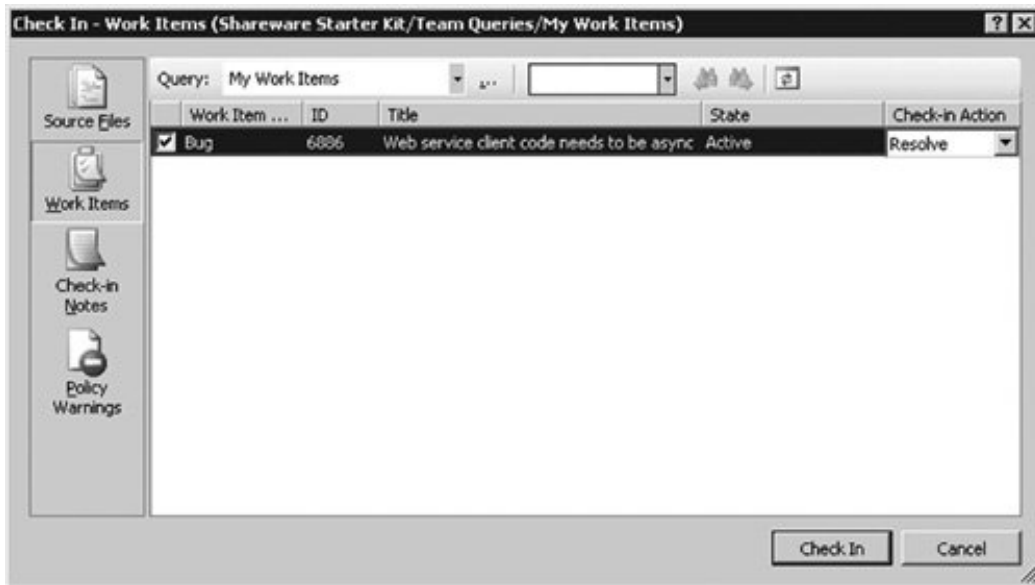 Check In - Work Items (Shareware Starter Kit/Team Queries/My Work Items)
Source Files
Work Items
Check-in
Notes
Policy
Warnings
Query: My Work Items
Work Item ... ID Title State Check-in Action
Bug 6886 Web service client code needs to be async Active Resolve
Check In Cancel